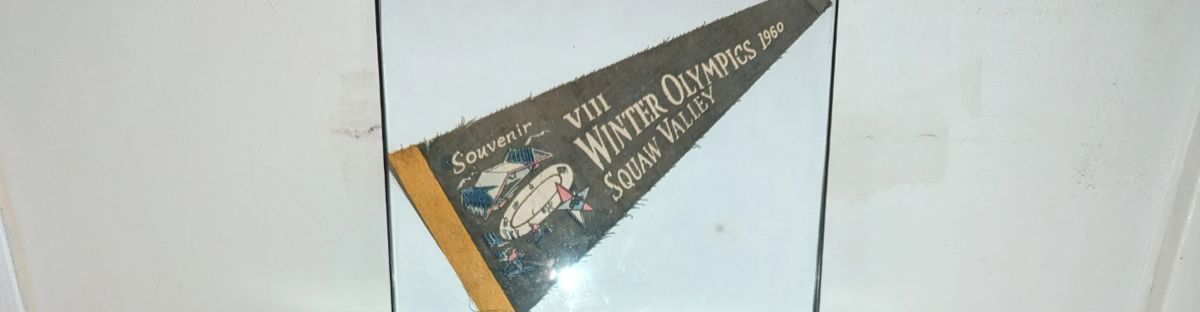 Souvenir
VIII
WINTER OLYMPICS 1960
SQUAW VALLEY